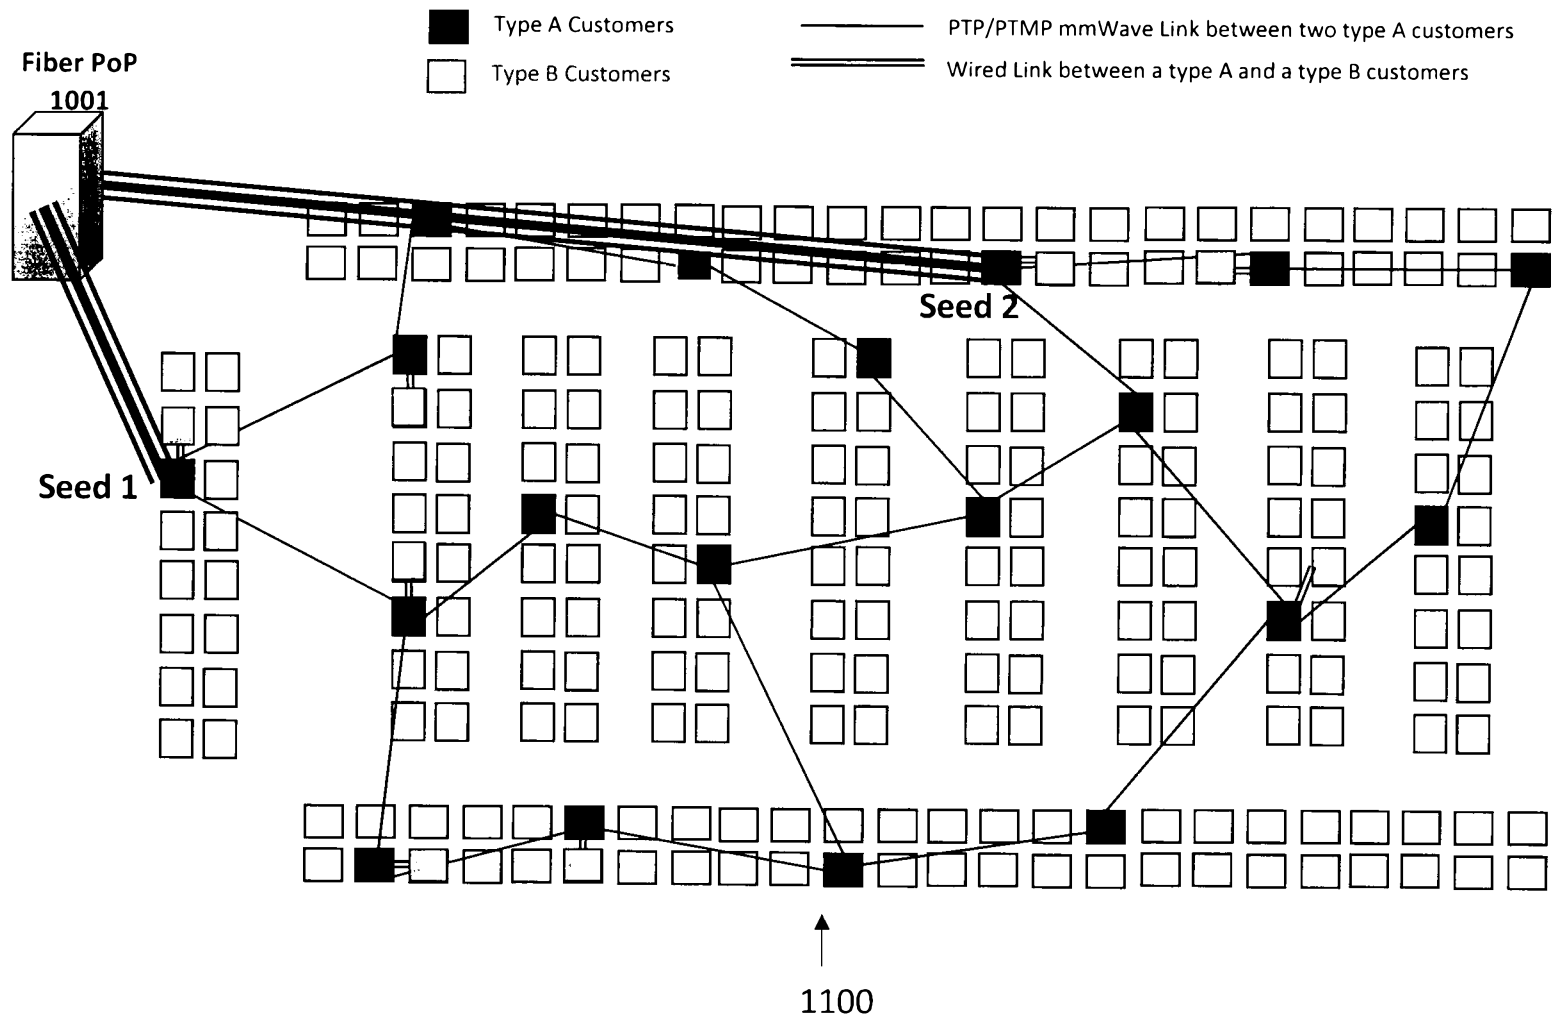 Type A Customers
PTP/PTMP mmWave Link between two type A customers
Fiber PoP
1001
Type B Customers
Wired Link between a type A and a type B customers
Seed 2
Seed 1
1100